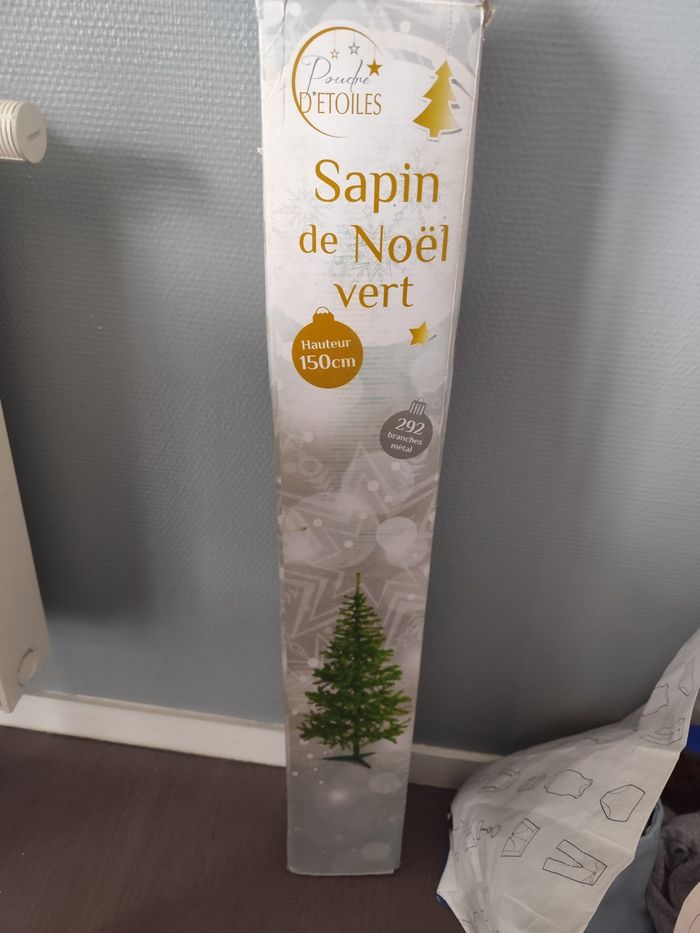 Poudre
D'ETOILES
Sapin
de Noël
vert
Hauteur
150cm
292
branches
métal